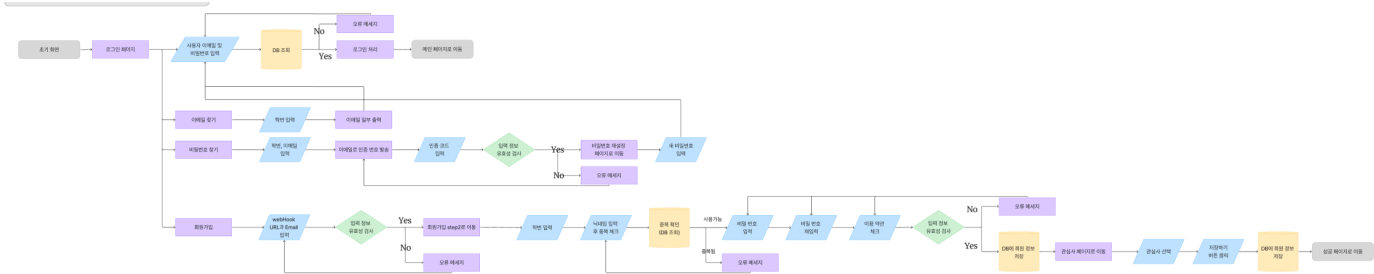 초기 화면
로그인 페이지
사용자 이메일 및
비밀번호 입력
DB 조회
No
오류 메세지
Yes
로그인 처리
메인 페이지로 이동
이메일 찾기
학번 입력
이메일 일부 출력
비밀번호 찾기
학번, 이메일
입력
이메일로 인증 번호 발송
인증 코드
입력
입력 정보
유효성 검사
Yes
비밀번호 재설정
페이지로 이동
새 비밀번호
입력
No
오류 메세지
회원가입
webHook
URL과 Email
입력
입력 정보
유효성 검사
Yes
회원가입 step2로 이동
No
오류 메세지
학번 입력
닉네임 입력
후 중복 체크
중복 확인
(DB 조회)
사용가능
중복됨
오류 메세지
비밀 번호
입력
비밀 번호
재입력
이용 약관
체크
입력 정보
유효성 검사
No
오류 메세지
Yes
DB에 회원 정보
저장
관심사 페이지로 이동
관심사 선택
저장하기
버튼 클릭
DB에 회원 정보
저장
성공 페이지로 이동